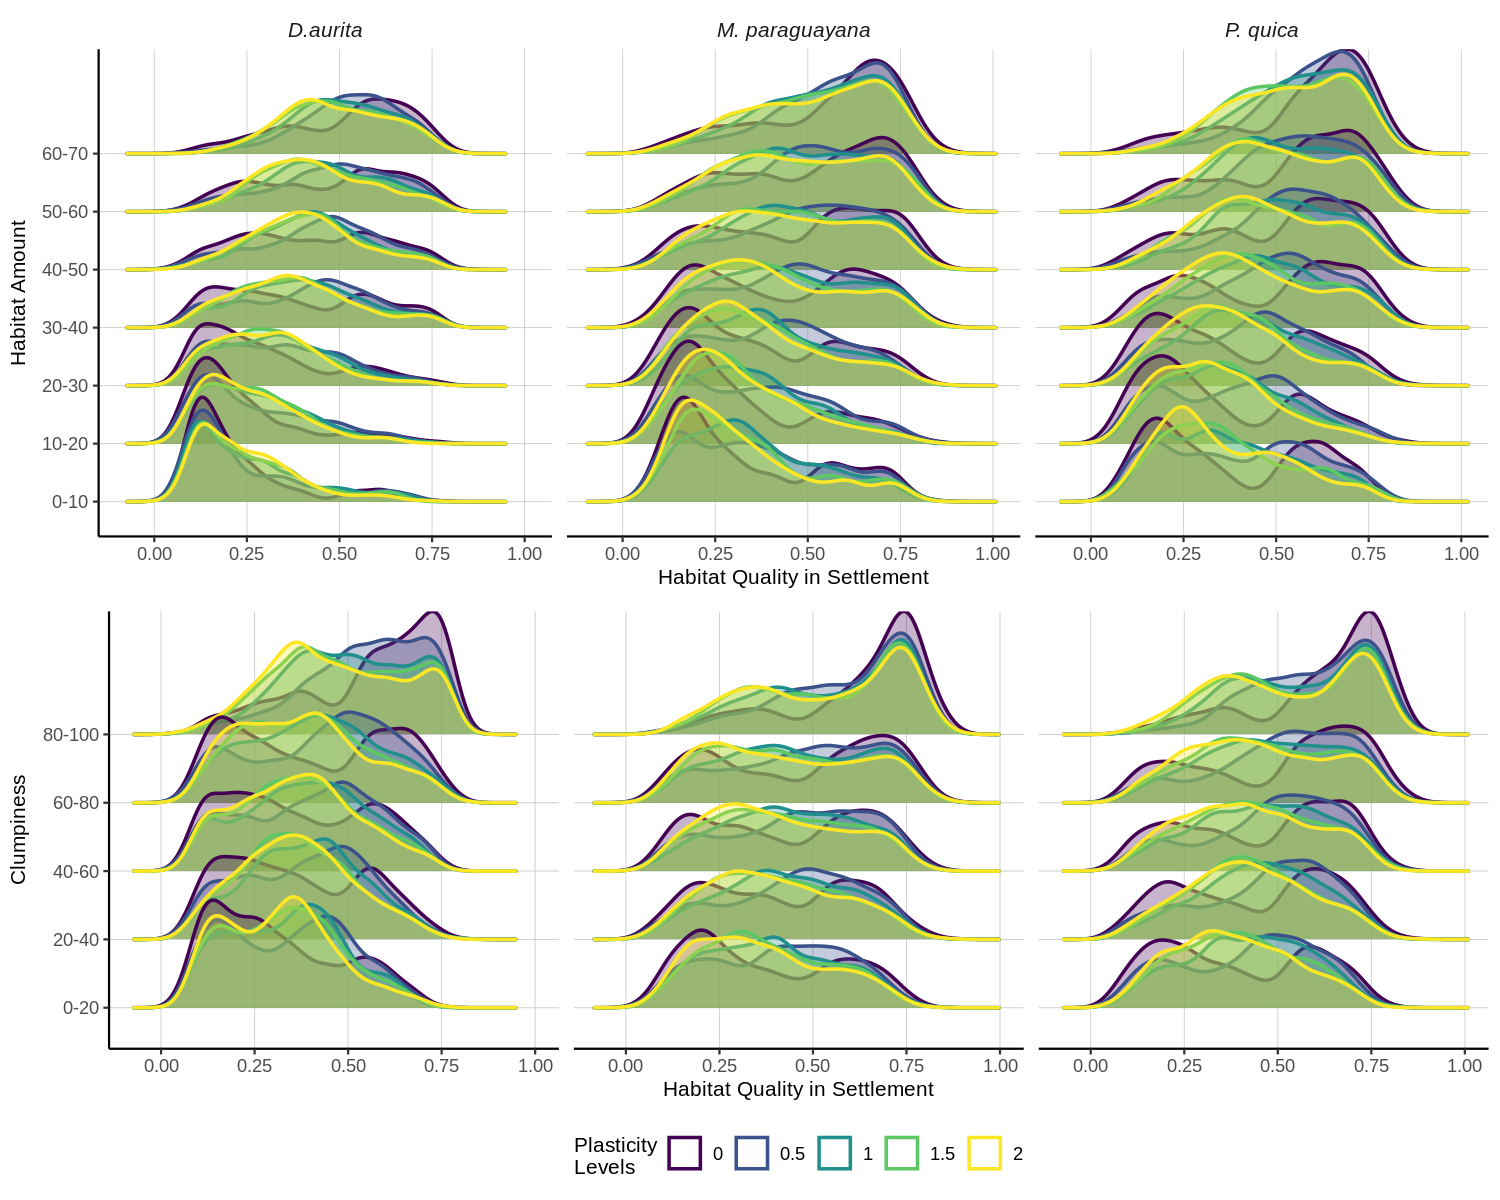 D.aurita M. paraguayana P. quica
Habitat Amount
60-70
50-60
40-50
30-40
20-30
10-20
0-10
0.00 0.25 0.50 0.75 1.00 0.00 0.25 0.50 0.75 1.00 0.00 0.25 0.50 0.75 1.00
Habitat Quality in Settlement
Clumpiness
80-100
60-80
40-60
20-40
0-20
0.00 0.25 0.50 0.75 1.00 0.00 0.25 0.50 0.75 1.00 0.00 0.25 0.50 0.75 1.00
Habitat Quality in Settlement
Plasticity
Levels 0 0.5 1 1.5 2